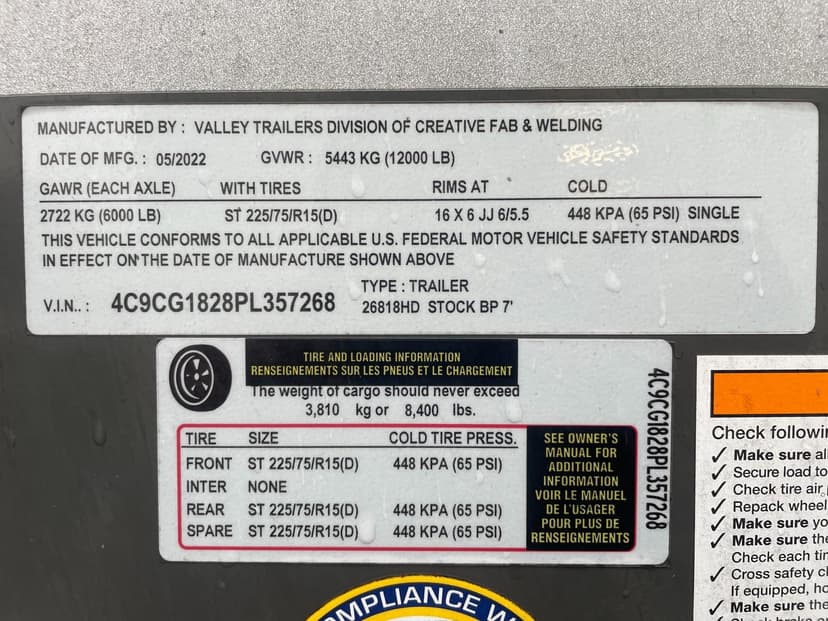 MANUFACTURED BY : VALLEY TRAILERS DIVISION OF CREATIVE FAB & WELDING
DATE OF MFG. : 05/2022 GVWR : 5443 KG (12000 LB)
GAWR (EACH AXLE) WITH TIRES RIMS AT COLD
2722 KG (6000 LB) ST 225/75/R15(D) 16 X 6 JJ 6/5.5 448 KPA (65 PSI) SINGLE
THIS VEHICLE CONFORMS TO ALL APPLICABLE U.S. FEDERAL MOTOR VEHICLE SAFETY STANDARDS
IN EFFECT ON THE DATE OF MANUFACTURE SHOWN ABOVE
V.I.N.. : 4C9CG1828PL357268
TYPE : TRAILER
26818HD STOCK BP 7'
TIRE AND LOADING INFORMATION
RENSEIGNEMENTS SUR LES PNEUS ET LE CHARGEMENT
The weight of cargo should never exceed
3,810 kg or 8,400 lbs.
TIRE SIZE COLD TIRE PRESS.
FRONT ST 225/75/R15(D) 448 KPA (65 PSI)
INTER NONE
REAR ST 225/75/R15(D) 448 KPA (65 PSI)
SPARE ST 225/75/R15(D) 448 KPA (65 PSI)
SEE OWNER'S
MANUAL FOR
ADDITIONAL
INFORMATION
VOIR LE MANUEL
DE L'USAGER
POUR PLUS DE
RENSEIGNEMENTS
4C9CG1828PL357268
Check
✓ Make sure
✓ Secure load to
✓ Check tire air
✓ Repack wheel
✓ Make sure
✓ Make sure
Check each
✓ Cross safety
If equipped,
✓ Make sure
COMPLIANCE